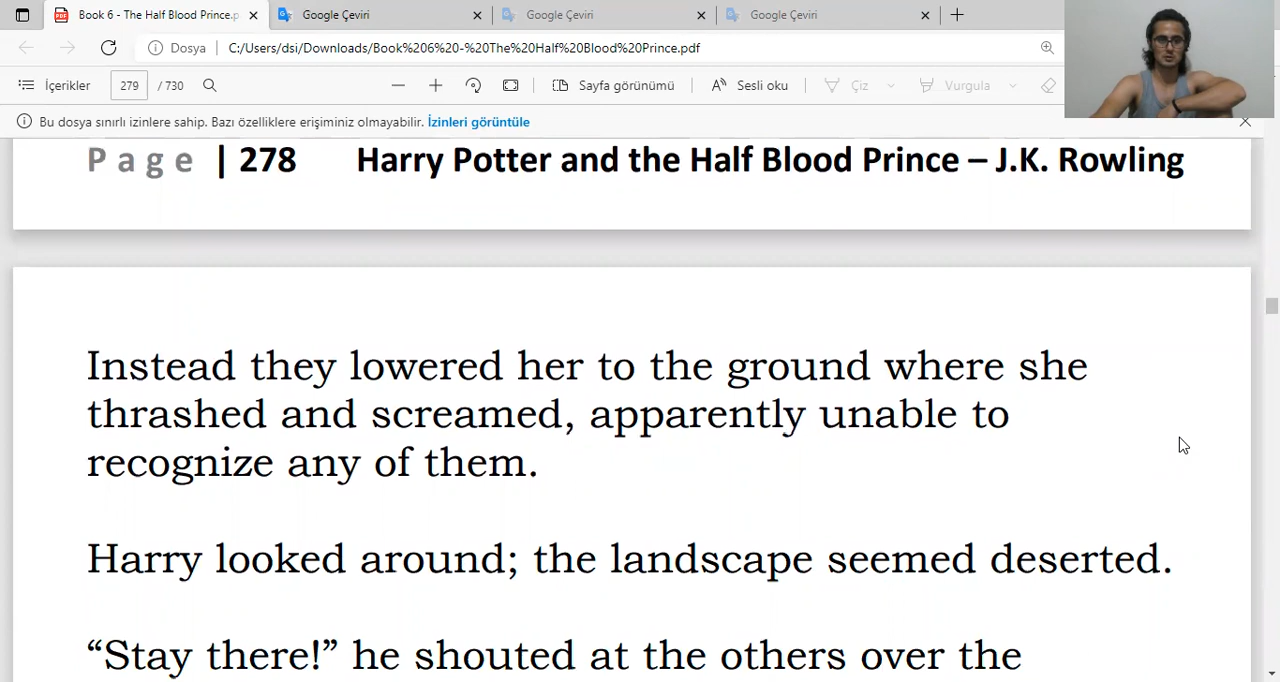 Book 6 - The Half Blood Prince.p
Google Çeviri
Google Çeviri
Google Çeviri
Dosya
C:/Users/dsi/Downloads/Book%206%20-%20The%20Half%20Blood%20Prince.pdf
İçerikler
279 / 730
Sayfa görünümü
Sesli oku
Çiz
Vurgula
Bu dosya sınırlı izinlere sahip. Bazı özelliklere erişiminiz olmayabilir. İzinleri görüntüle
Page | 278 Harry Potter and the Half Blood Prince – J.K. Rowling
Instead they lowered her to the ground where she
thrashed and screamed, apparently unable to
recognize any of them.
Harry looked around; the landscape seemed deserted.
“Stay there!” he shouted at the others over the